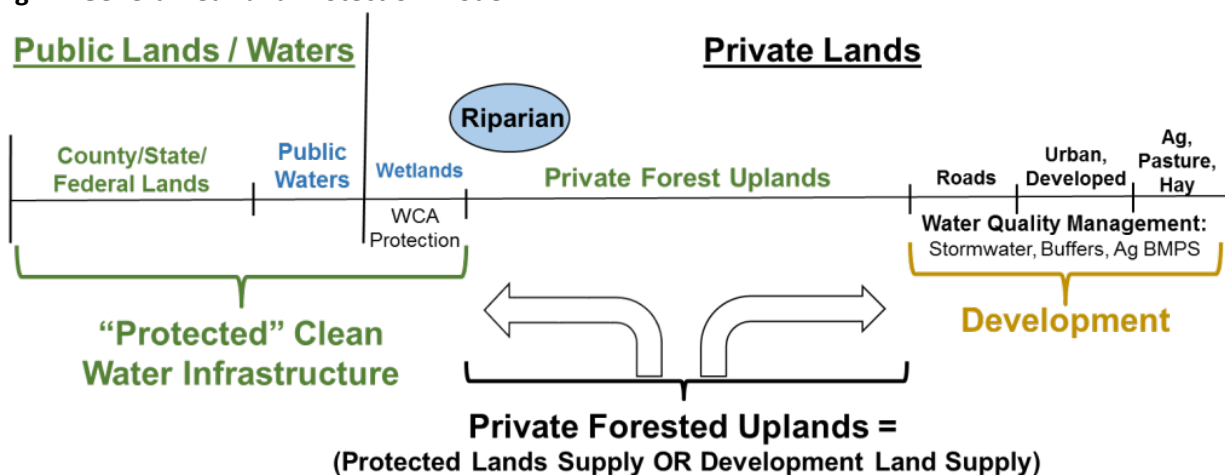 Public Lands / Waters
Private Lands
Riparian
County/State/
Federal Lands
Public
Waters
Wetlands
Private Forest Uplands
Roads
Urban,
Developed
Ag,
Pasture,
Hay
WCA
Protection
Water Quality Management:
Stormwater, Buffers, Ag BMPS
"Protected" Clean
Water Infrastructure
Development
Private Forested Uplands =
(Protected Lands Supply OR Development Land Supply)